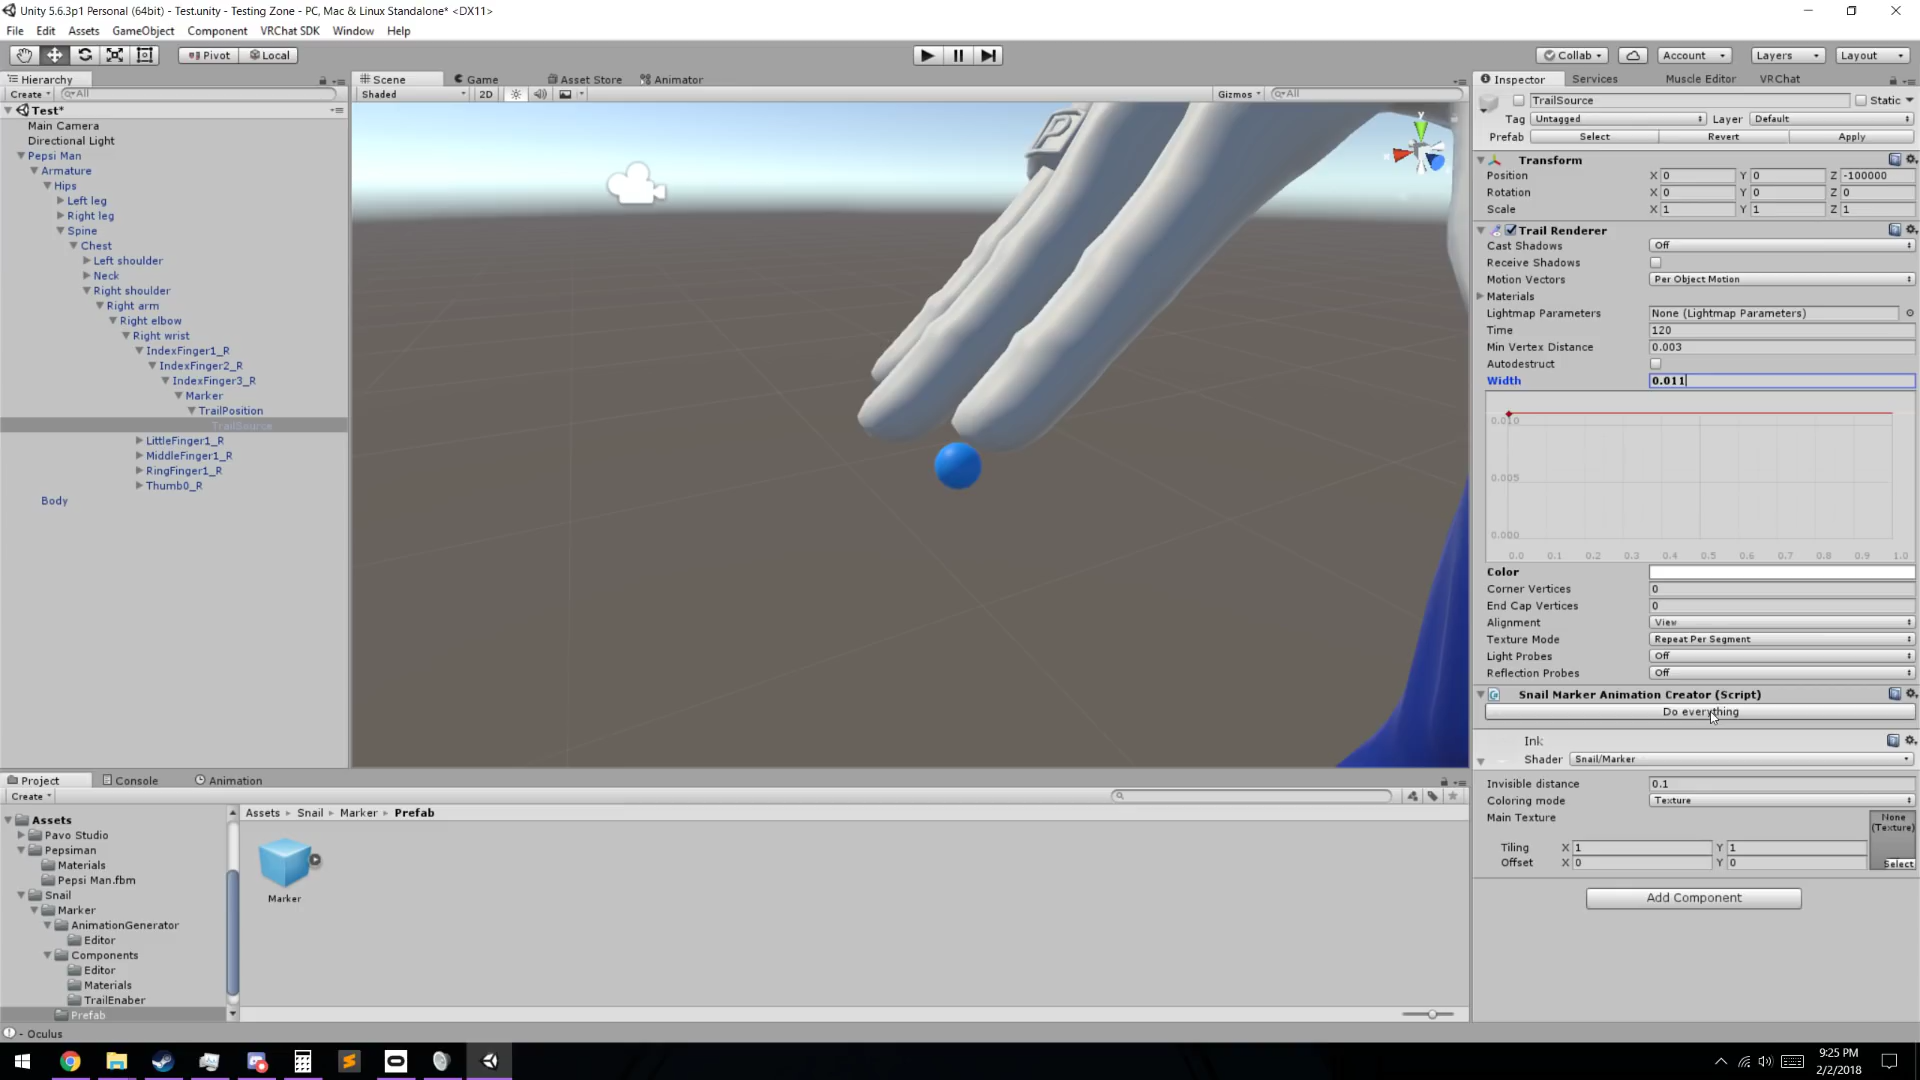 Unity 5.6.3p1 Personal (64bit) - Test.unity - Testing Zone - PC, Mac & Linux Standalone* <DX11>
File Edit Assets GameObject Component VRChat SDK Window Help
Pivot Local Collab Account Layers Layout
Hierarchy
Create All
Test*
Main Camera
Directional Light
Pepsi Man
Armature
Hips
Left leg
Right leg
Spine
Chest
Left shoulder
Neck
Right shoulder
Right arm
Right elbow
Right wrist
IndexFinger1_R
IndexFinger2_R
IndexFinger3_R
Marker
TrailPosition
TrailSource
LittleFinger1_R
MiddleFinger1_R
RingFinger1_R
Thumb0_R
Body
Scene Game Asset Store Animator
Shaded 2D Gizmos All
P
y
x
Inspector Services Muscle Editor VRChat
TrailSource Static
Tag Untagged Layer Default
Prefab Select Revert Apply
Transform
Position X 0 Y 0 Z -100000
Rotation X 0 Y 0 Z 0
Scale X 1 Y 1 Z 1
Trail Renderer
Cast Shadows Off
Receive Shadows
Motion Vectors Per Object Motion
Materials
Lightmap Parameters None (Lightmap Parameters)
Time 120
Min Vertex Distance 0.003
Autodestruct
Width 0.011
0.010
0.005
0.000
0.0 0.1 0.2 0.3 0.4 0.5 0.6 0.7 0.8 0.9 1.0
Color
Corner Vertices 0
End Cap Vertices 0
Alignment View
Texture Mode Repeat Per Segment
Light Probes Off
Reflection Probes Off
Snail Marker Animation Creator (Script)
Do everything
Ink
Shader Snail/Marker
Invisible distance 0.1
Coloring mode Texture
Main Texture None (Texture)
Tiling X 1 Y 1
Offset X 0 Y 0 Select
Add Component
Project Console Animation
Create
Assets
Pavo Studio
Pepsiman
Materials
Pepsi Man.fbm
Snail
Marker
AnimationGenerator
Editor
Components
Editor
Materials
TrailEnaber
Prefab
Assets Snail Marker Prefab
Marker
- Oculus
9:25 PM
2/2/2018